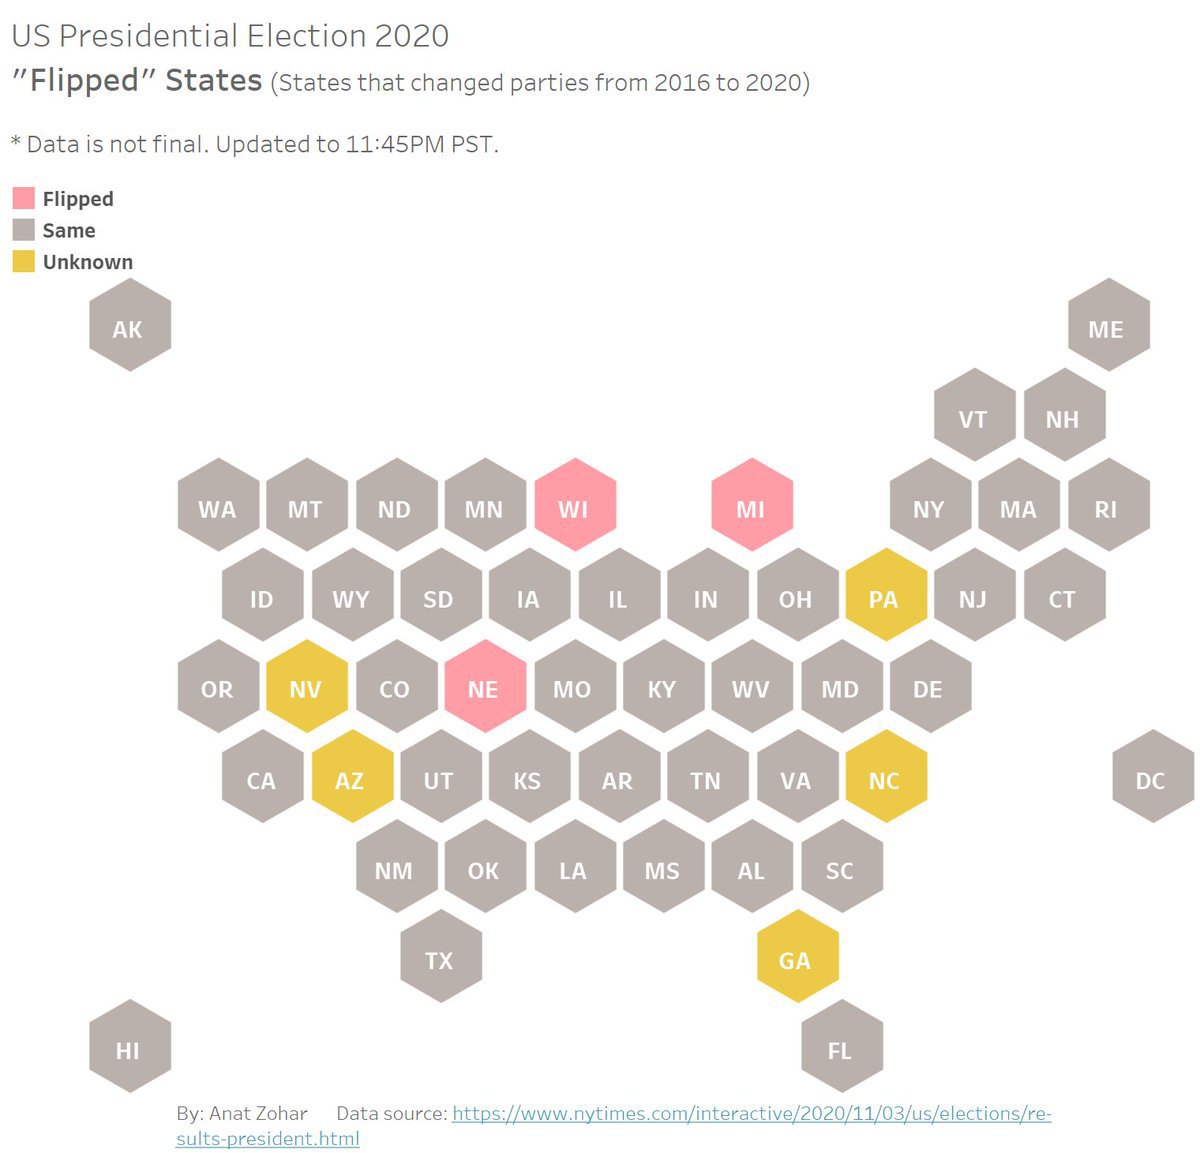 US Presidential Election 2020
"Flipped" States (States that changed parties from 2016 to 2020)
* Data is not final. Updated to 11:45PM PST.
Flipped
Same
Unknown
AK ME
VT NH
WA MT ND MN WI MI NY MA RI
ID WY SD IA IL IN OH PA NJ CT
OR NV CO NE MO KY WV MD DE
CA AZ UT KS AR TN VA NC DC
NM OK LA MS AL SC
TX GA
HI FL
By: Anat Zohar Data source: https://www.nytimes.com/interactive/2020/11/03/us/elections/re-
sults-president.html